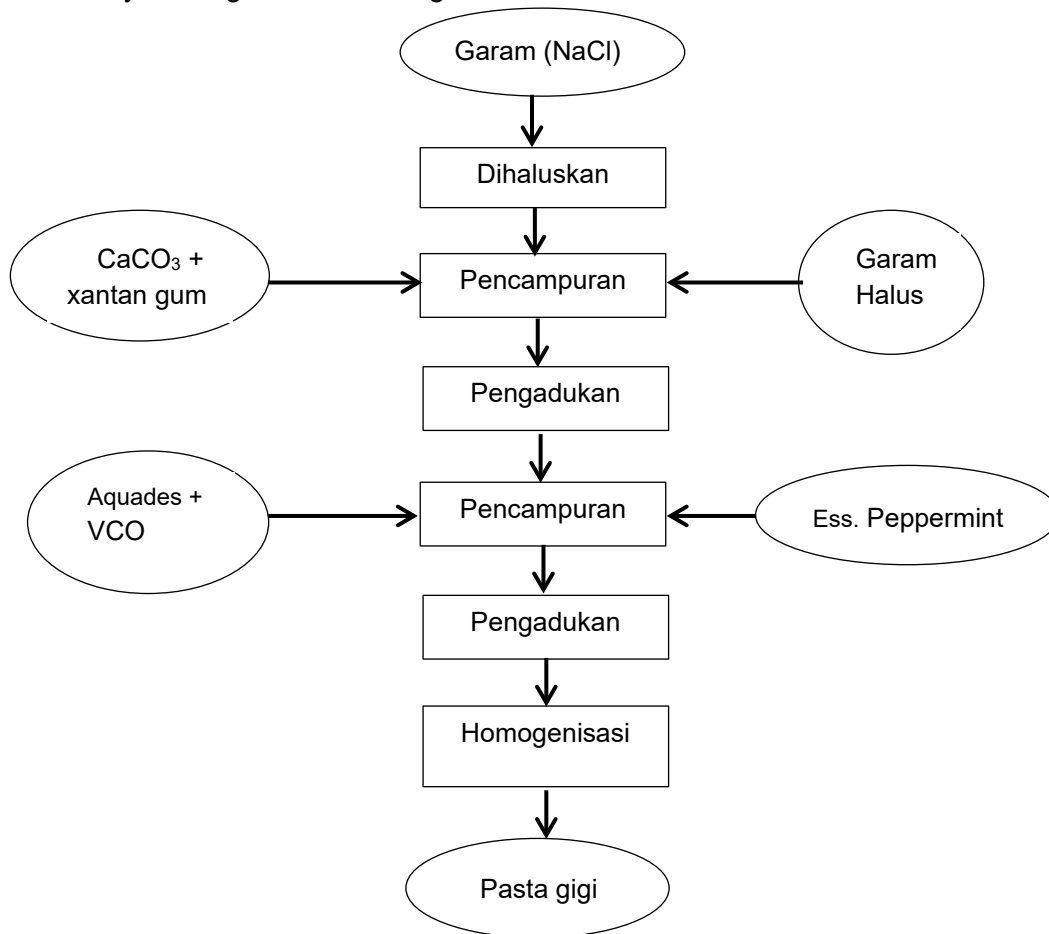 Garam (NaCl)
Dihaluskan
CaCO₃ +
xantan gum
Pencampuran
Garam
Halus
Pengadukan
Aquades +
VCO
Pencampuran
Ess. Peppermint
Pengadukan
Homogenisasi
Pasta gigi